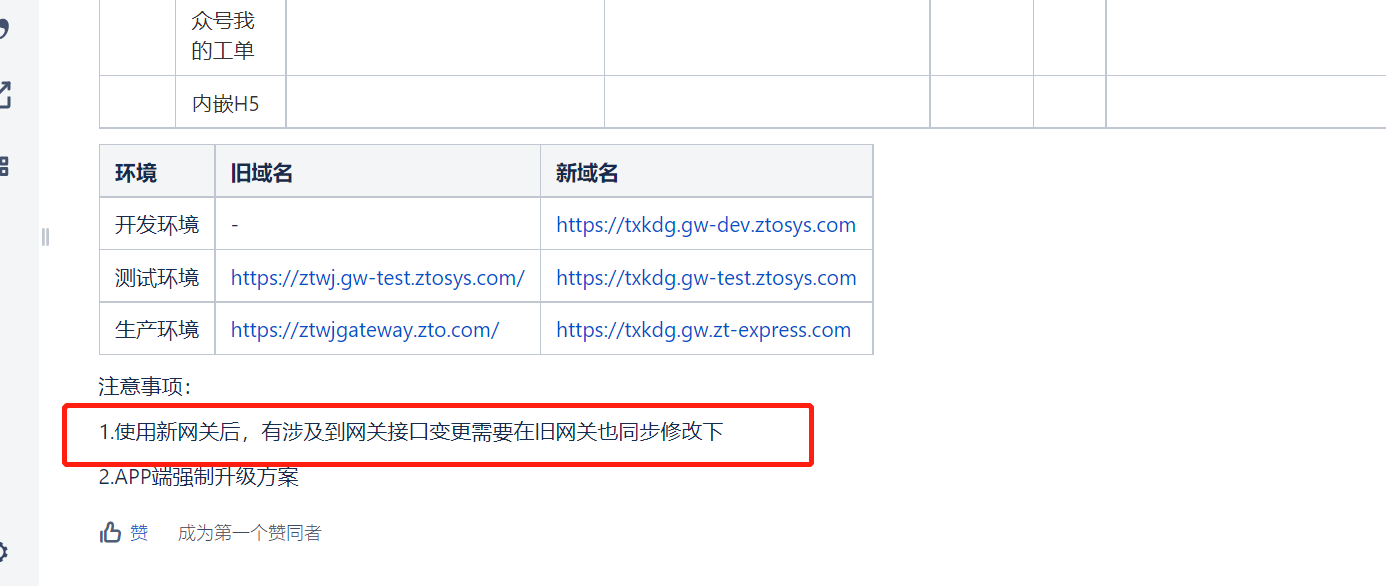 众号我
的工单
内嵌H5
环境 旧域名 新域名
开发环境 - https://txkdg.gw-dev.ztosys.com
测试环境 https://ztwj.gw-test.ztosys.com/ https://txkdg.gw-test.ztosys.com
生产环境 https://ztwjgateway.zto.com/ https://txkdg.gw.zt-express.com
注意事项：
1.使用新网关后，有涉及到网关接口变更需要在旧网关也同步修改下
2.APP端强制升级方案
赞 成为第一个赞同者